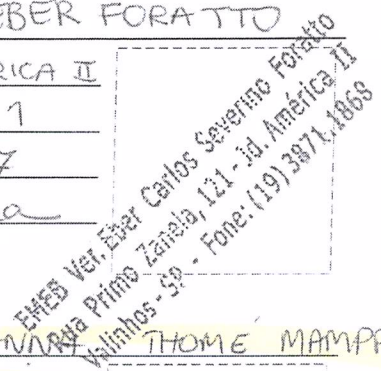 EBER FORATTO
RICA II
1
7
a
EMEB Ver. Eber Carlos Severino Foratto
Rua Primo Zanela, 121 - Jd. América II
Valinhos - SP - Fone: (19) 3871.1868
THOME MAMPR